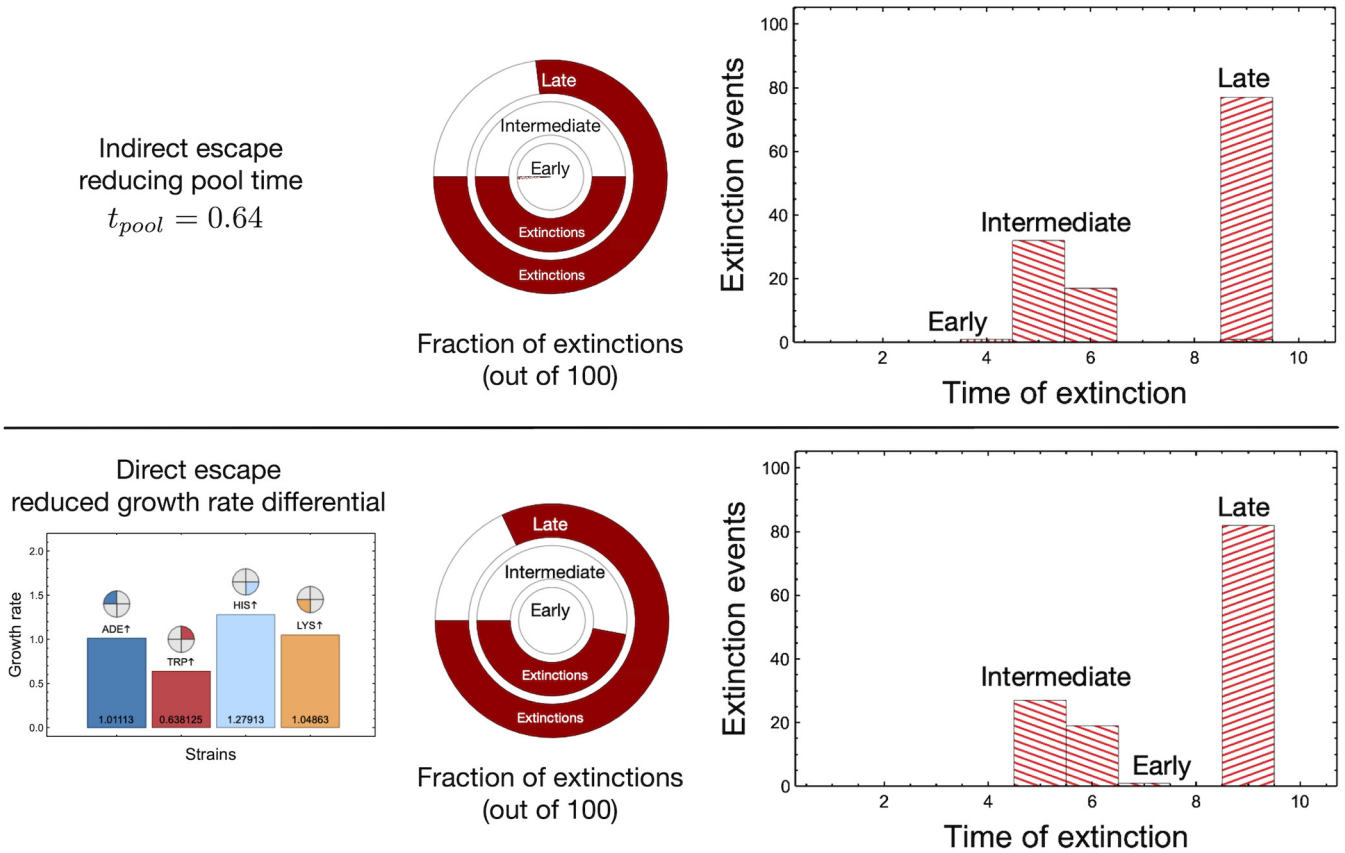 Indirect escape
reducing pool time
t_pool = 0.64
Late
Intermediate
Early
Extinctions
Extinctions
Fraction of extinctions
(out of 100)
Extinction events
100
80
60
40
20
0
Early
Intermediate
Late
2 4 6 8 10
Time of extinction
Direct escape
reduced growth rate differential
Growth rate
2.0
1.5
1.0
0.5
0.0
ADE↑
TRP↑
HIS↑
LYS↑
1.01113 0.638125 1.27913 1.04863
Strains
Late
Intermediate
Early
Extinctions
Extinctions
Fraction of extinctions
(out of 100)
Extinction events
100
80
60
40
20
0
Intermediate
Early
Late
2 4 6 8 10
Time of extinction